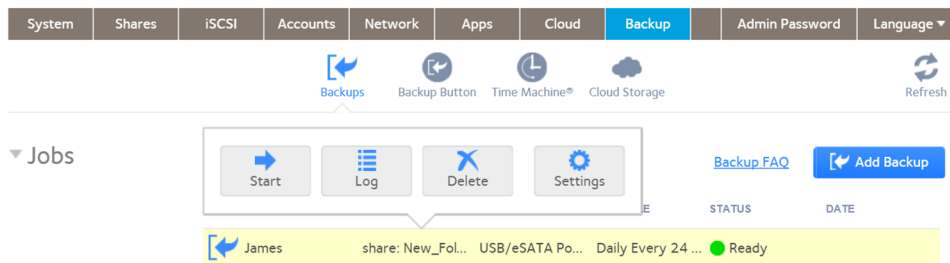 System Shares iSCSI Accounts Network Apps Cloud Backup Admin Password Language
Backups Backup Button Time Machine® Cloud Storage Refresh
Jobs
Start Log Delete Settings
Backup FAQ Add Backup
E STATUS DATE
James share: New_Fol... USB/eSATA Po... Daily Every 24 ... Ready